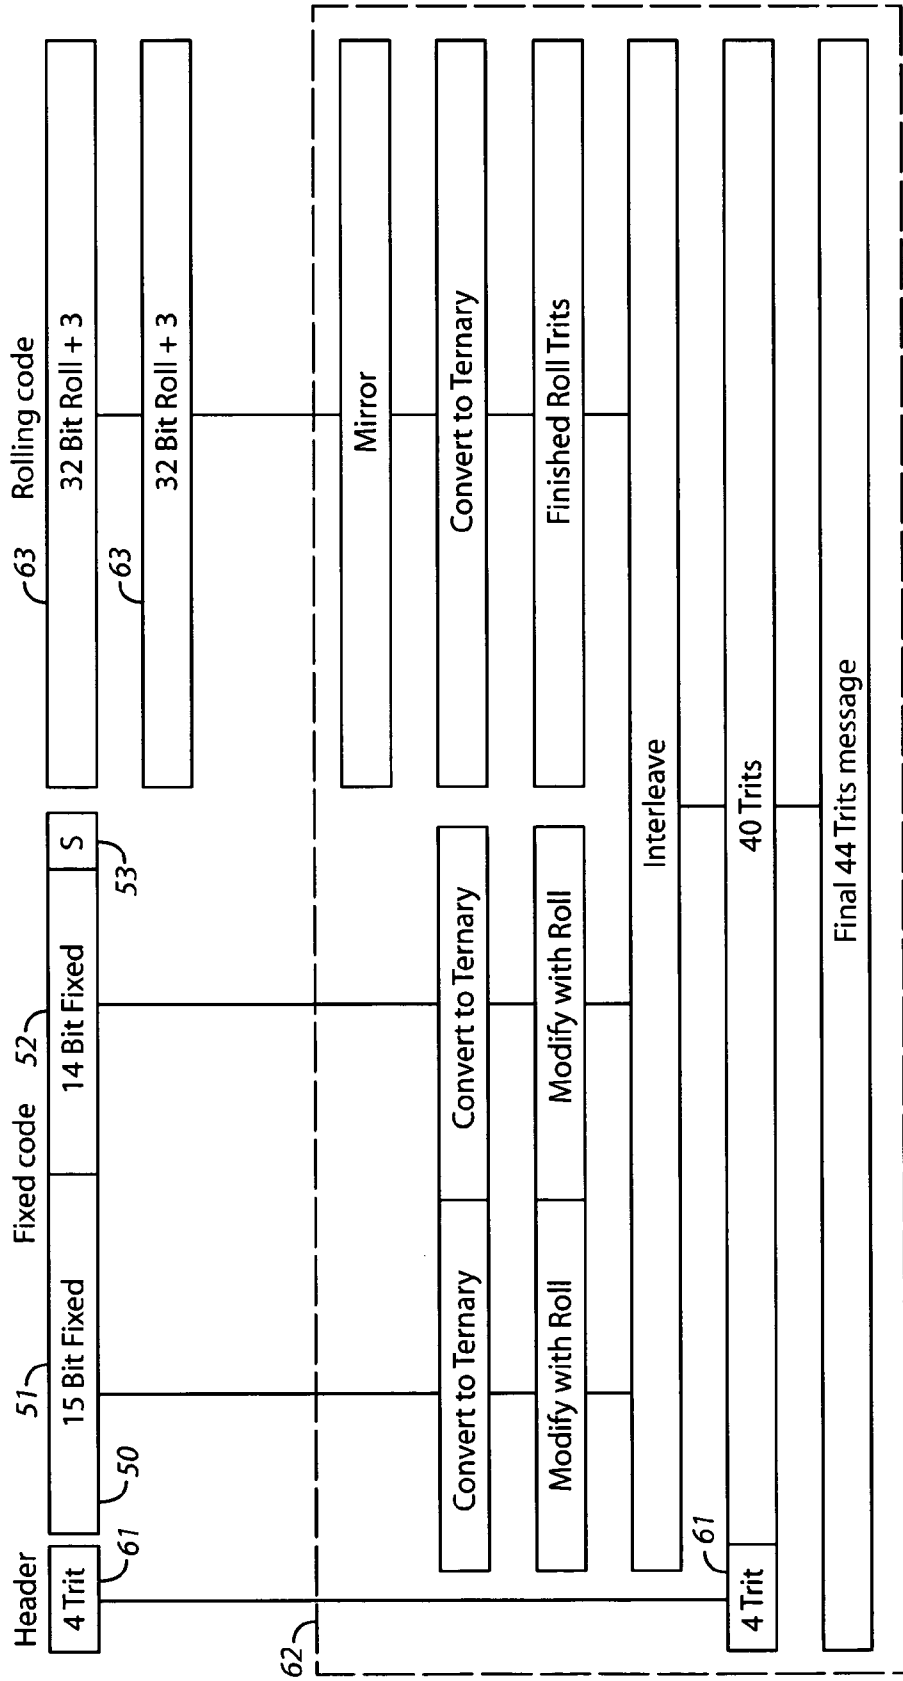 Header
Fixed code
Rolling code
51
52
63
4 Trit
15 Bit Fixed
14 Bit Fixed
S
32 Bit Roll + 3
61
50
53
63
32 Bit Roll + 3
62
Mirror
Convert to Ternary
Convert to Ternary
Convert to Ternary
Modify with Roll
Modify with Roll
Finished Roll Trits
Interleave
61
4 Trit
40 Trits
Final 44 Trits message